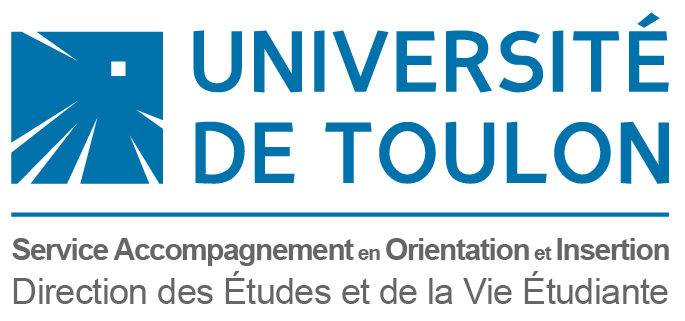 UNIVERSITÉ
DE TOULON
Service Accompagnement en Orientation et Insertion
Direction des Études et de la Vie Étudiante